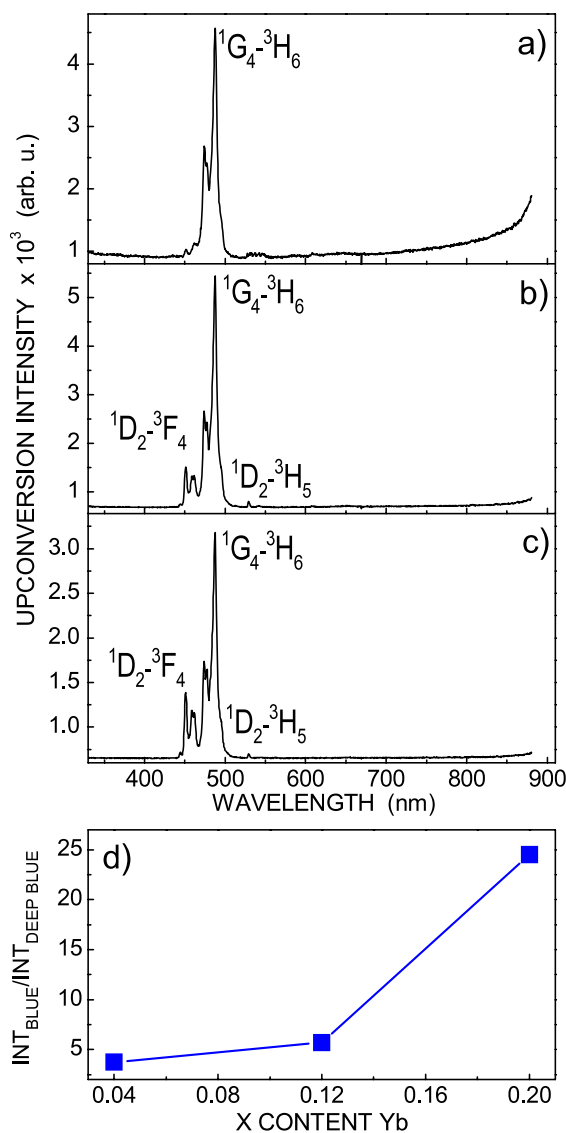 UPCONVERSION INTENSITY x 10³ (arb. u.)
a)
¹G₄-³H₆
4
3
2
1
b)
¹G₄-³H₆
¹D₂-³F₄
¹D₂-³H₅
5
4
3
2
1
c)
¹G₄-³H₆
¹D₂-³F₄
¹D₂-³H₅
3.0
2.5
2.0
1.5
1.0
400 500 600 700 800 900
WAVELENGTH (nm)
d)
INT_BLUE/INT_DEEP BLUE
25
20
15
10
5
0.04 0.08 0.12 0.16 0.20
X CONTENT Yb